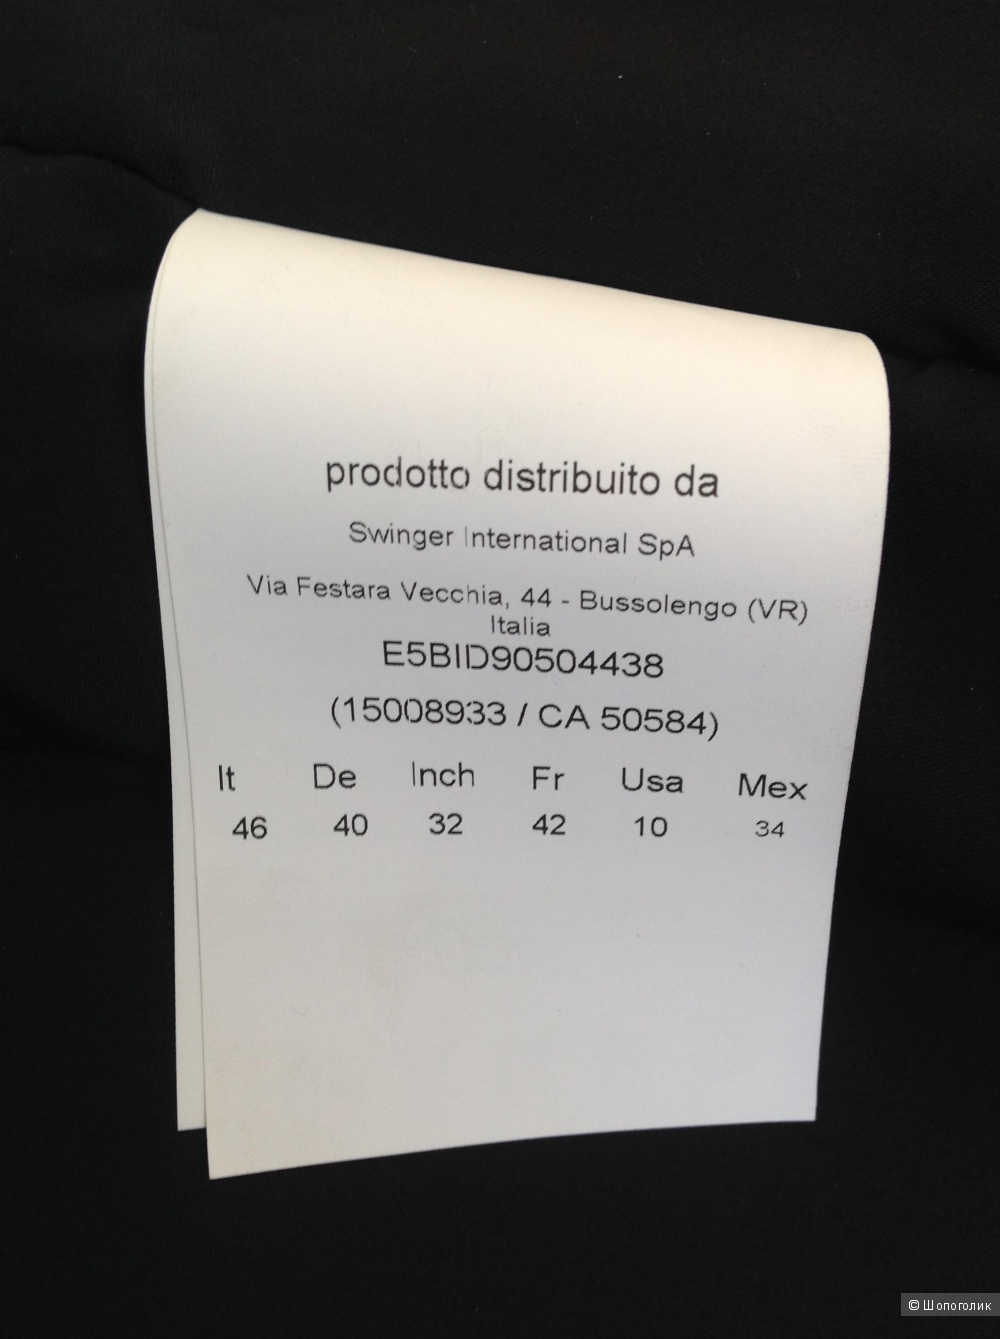 prodotto distribuito da
Swinger International SpA
Via Festara Vecchia, 44 - Bussolengo (VR)
Italia
E5BID90504438
(15008933 / CA 50584)
It De Inch Fr Usa Mex
46 40 32 42 10 34
© Шопоголик